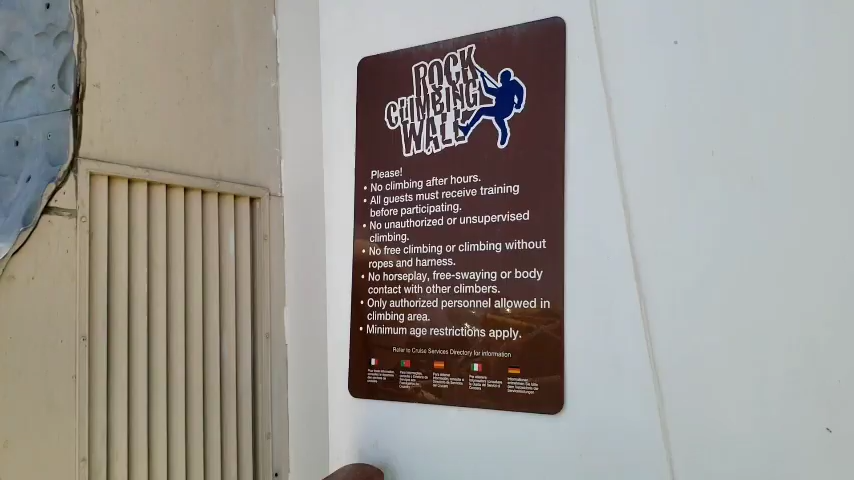 ROCK
CLIMBING
WALL
Please!
• No climbing after hours.
• All guests must receive training
before participating.
• No unauthorized or unsupervised
climbing.
• No free climbing or climbing without
ropes and harness.
• No horseplay, free-swaying or body
contact with other climbers.
• Only authorized personnel allowed in
climbing area.
• Minimum age restrictions apply.
Refer to Cruise Services Directory for information